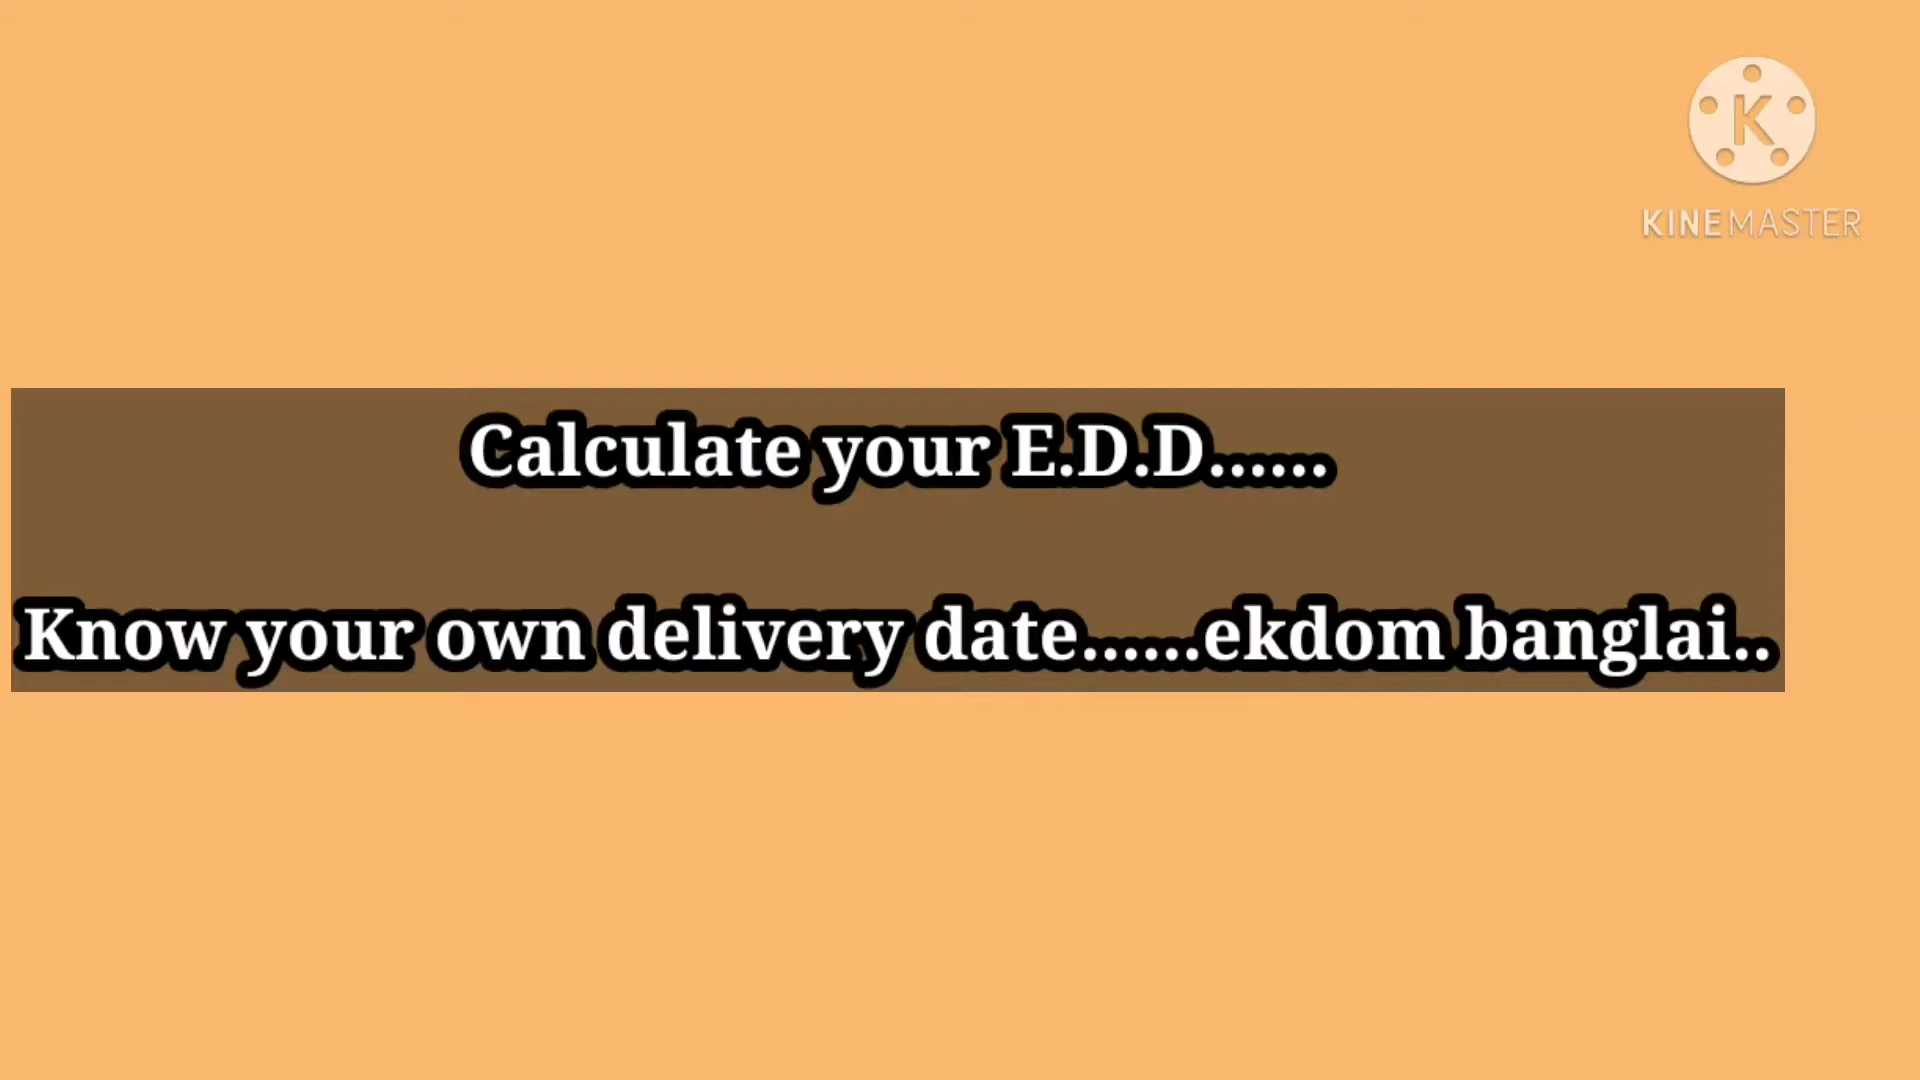 K
KINEMASTER
Calculate your E.D.D......
Know your own delivery date......ekdom banglai..